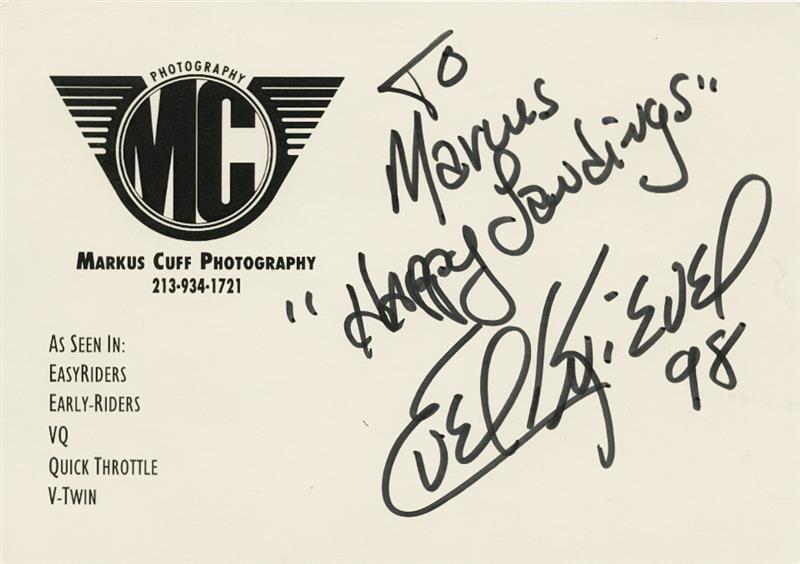 PHOTOGRAPHY
MC
MARKUS CUFF PHOTOGRAPHY
213-934-1721
AS SEEN IN:
EASYRIDERS
EARLY-RIDERS
VQ
QUICK THROTTLE
V-TWIN
To
Marcus
"Happy Landings"
Evel Knievel
98